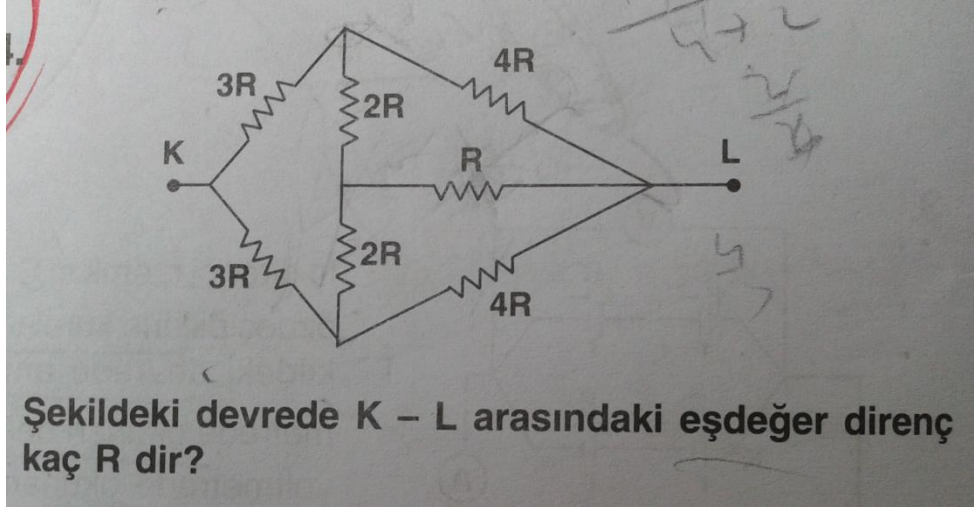 4.
3R
4R
2R
K
R
L
3R
2R
4R
Şekildeki devrede K – L arasındaki eşdeğer direnç
kaç R dir?